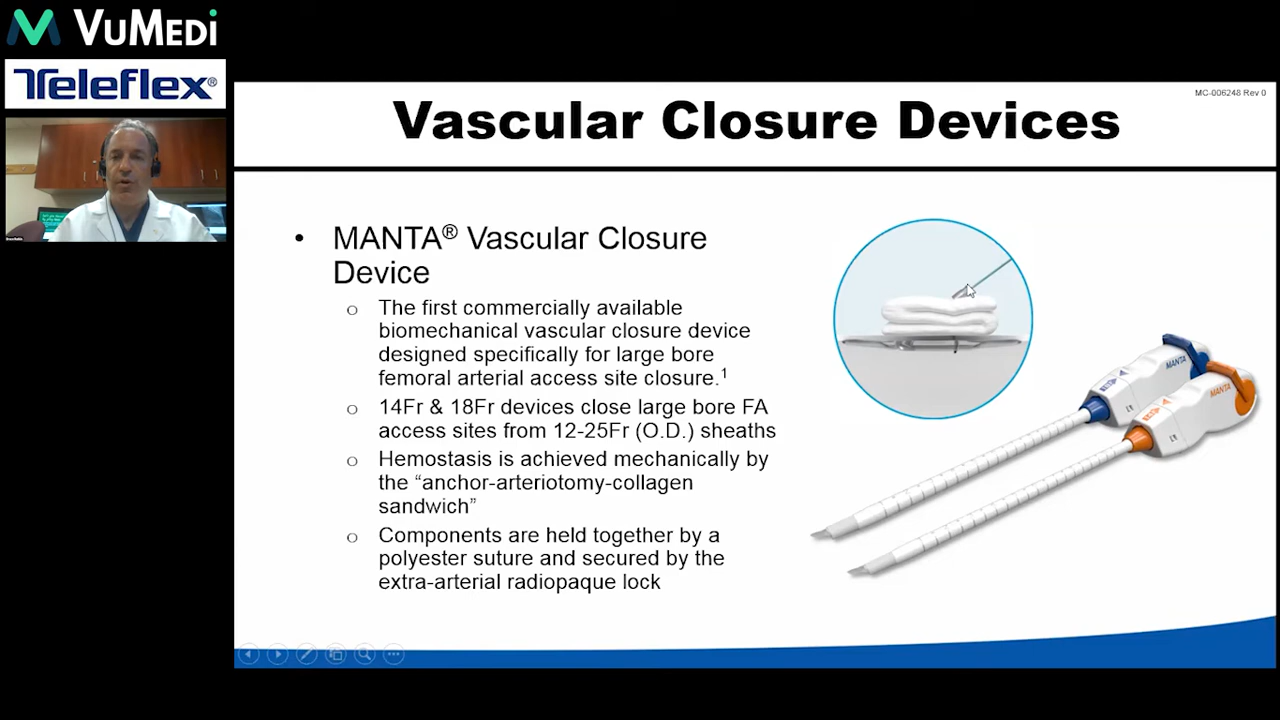 VuMedi
Teleflex®
MC-006248 Rev 0
Vascular Closure Devices
• MANTA® Vascular Closure
Device
o The first commercially available
biomechanical vascular closure device
designed specifically for large bore
femoral arterial access site closure.1
o 14Fr & 18Fr devices close large bore FA
access sites from 12-25Fr (O.D.) sheaths
o Hemostasis is achieved mechanically by
the “anchor-arteriotomy-collagen
sandwich”
o Components are held together by a
polyester suture and secured by the
extra-arterial radiopaque lock
MANTA
MANTA